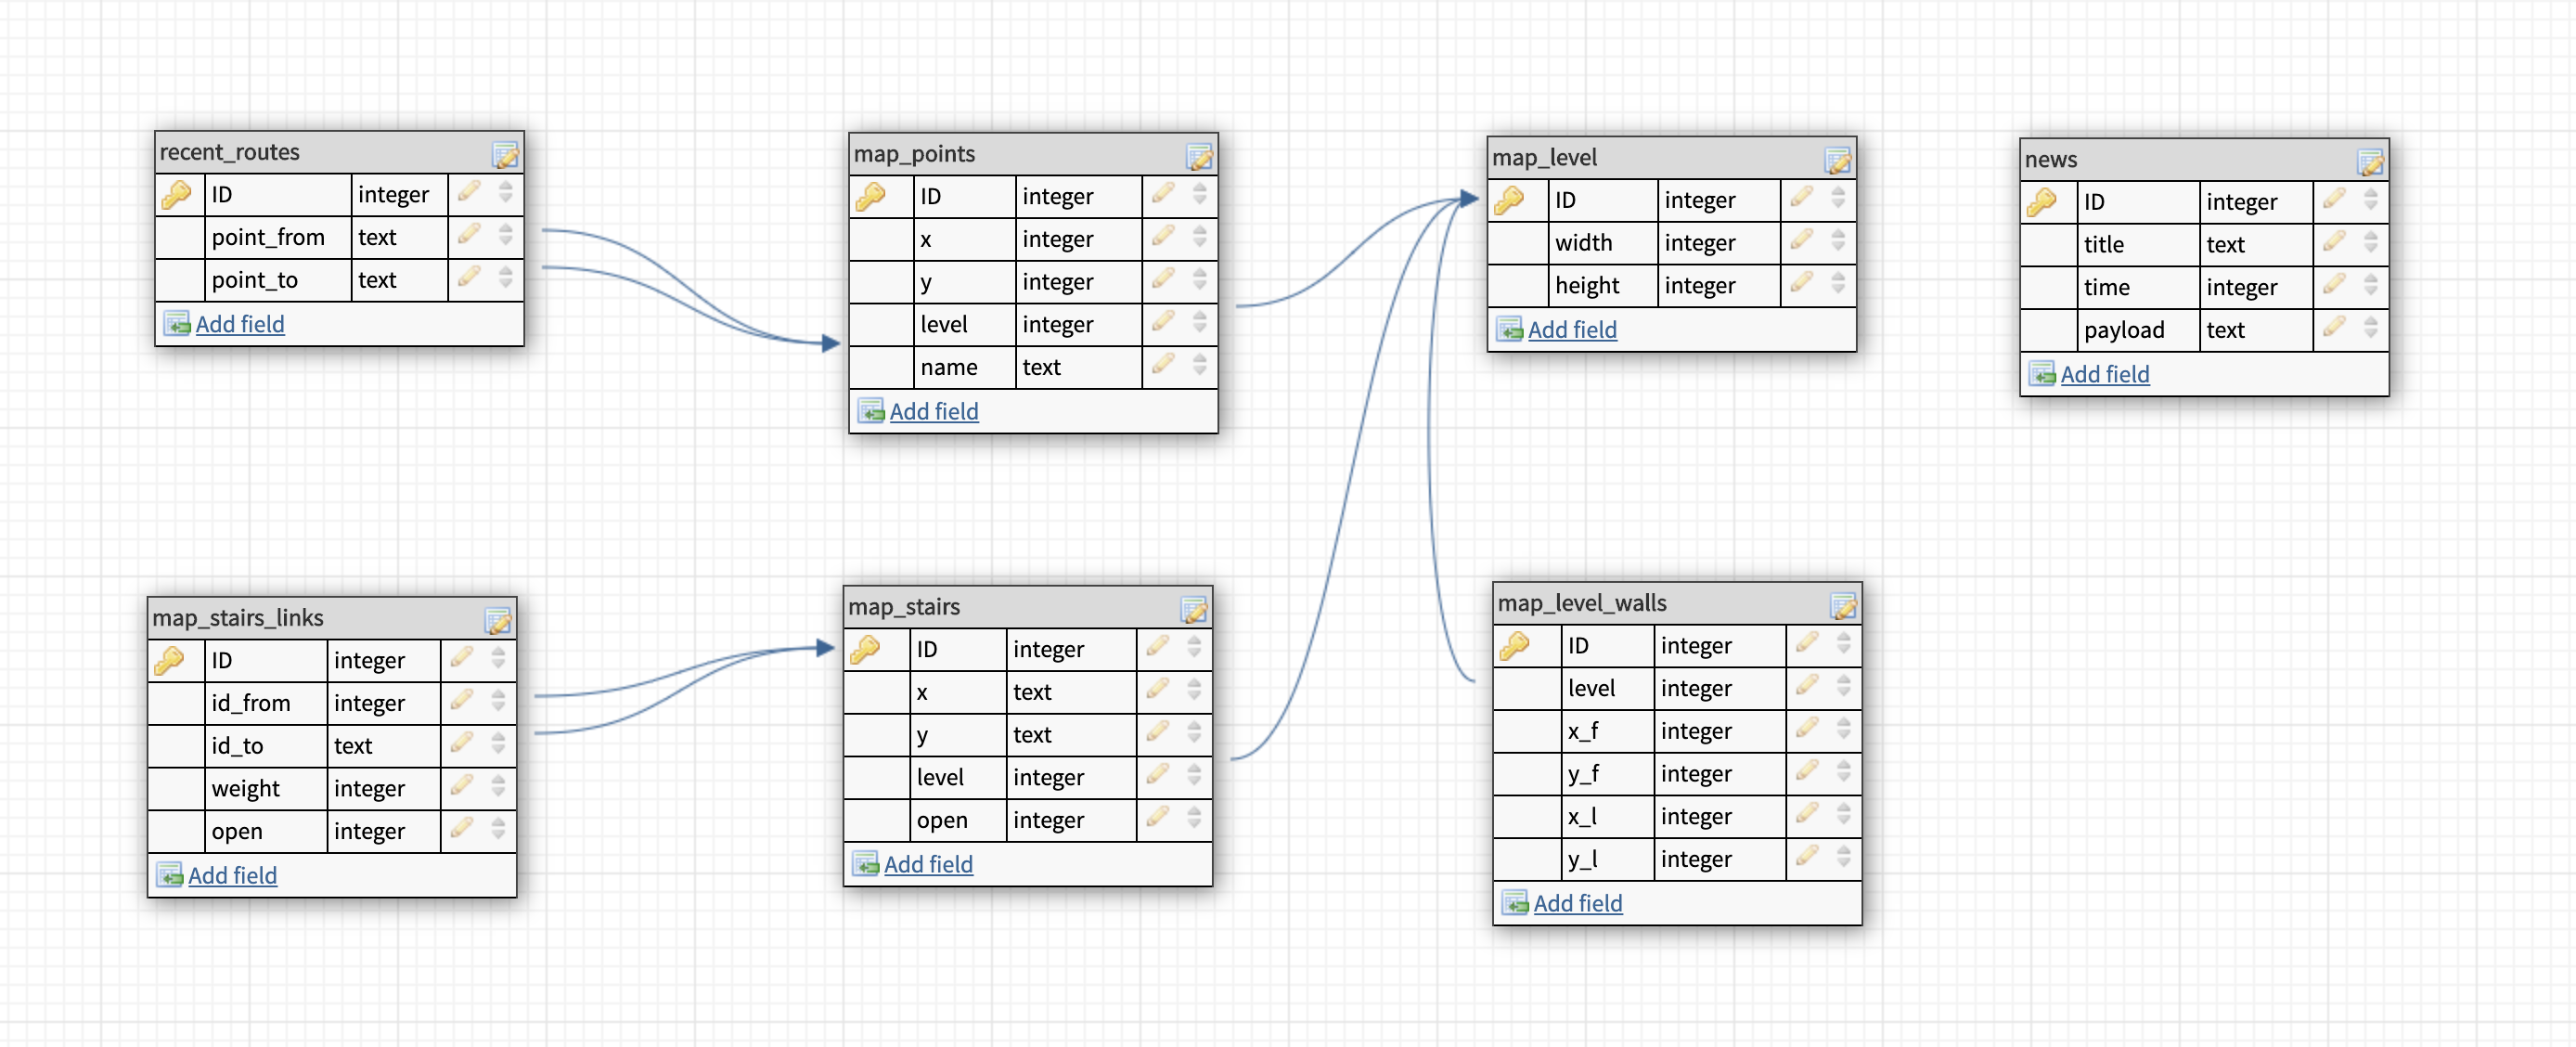 recent_routes
ID integer
point_from text
point_to text
Add field
map_points
ID integer
x integer
y integer
level integer
name text
Add field
map_level
ID integer
width integer
height integer
Add field
news
ID integer
title text
time integer
payload text
Add field
map_stairs_links
ID integer
id_from integer
id_to text
weight integer
open integer
Add field
map_stairs
ID integer
x text
y text
level integer
open integer
Add field
map_level_walls
ID integer
level integer
x_f integer
y_f integer
x_l integer
y_l integer
Add field